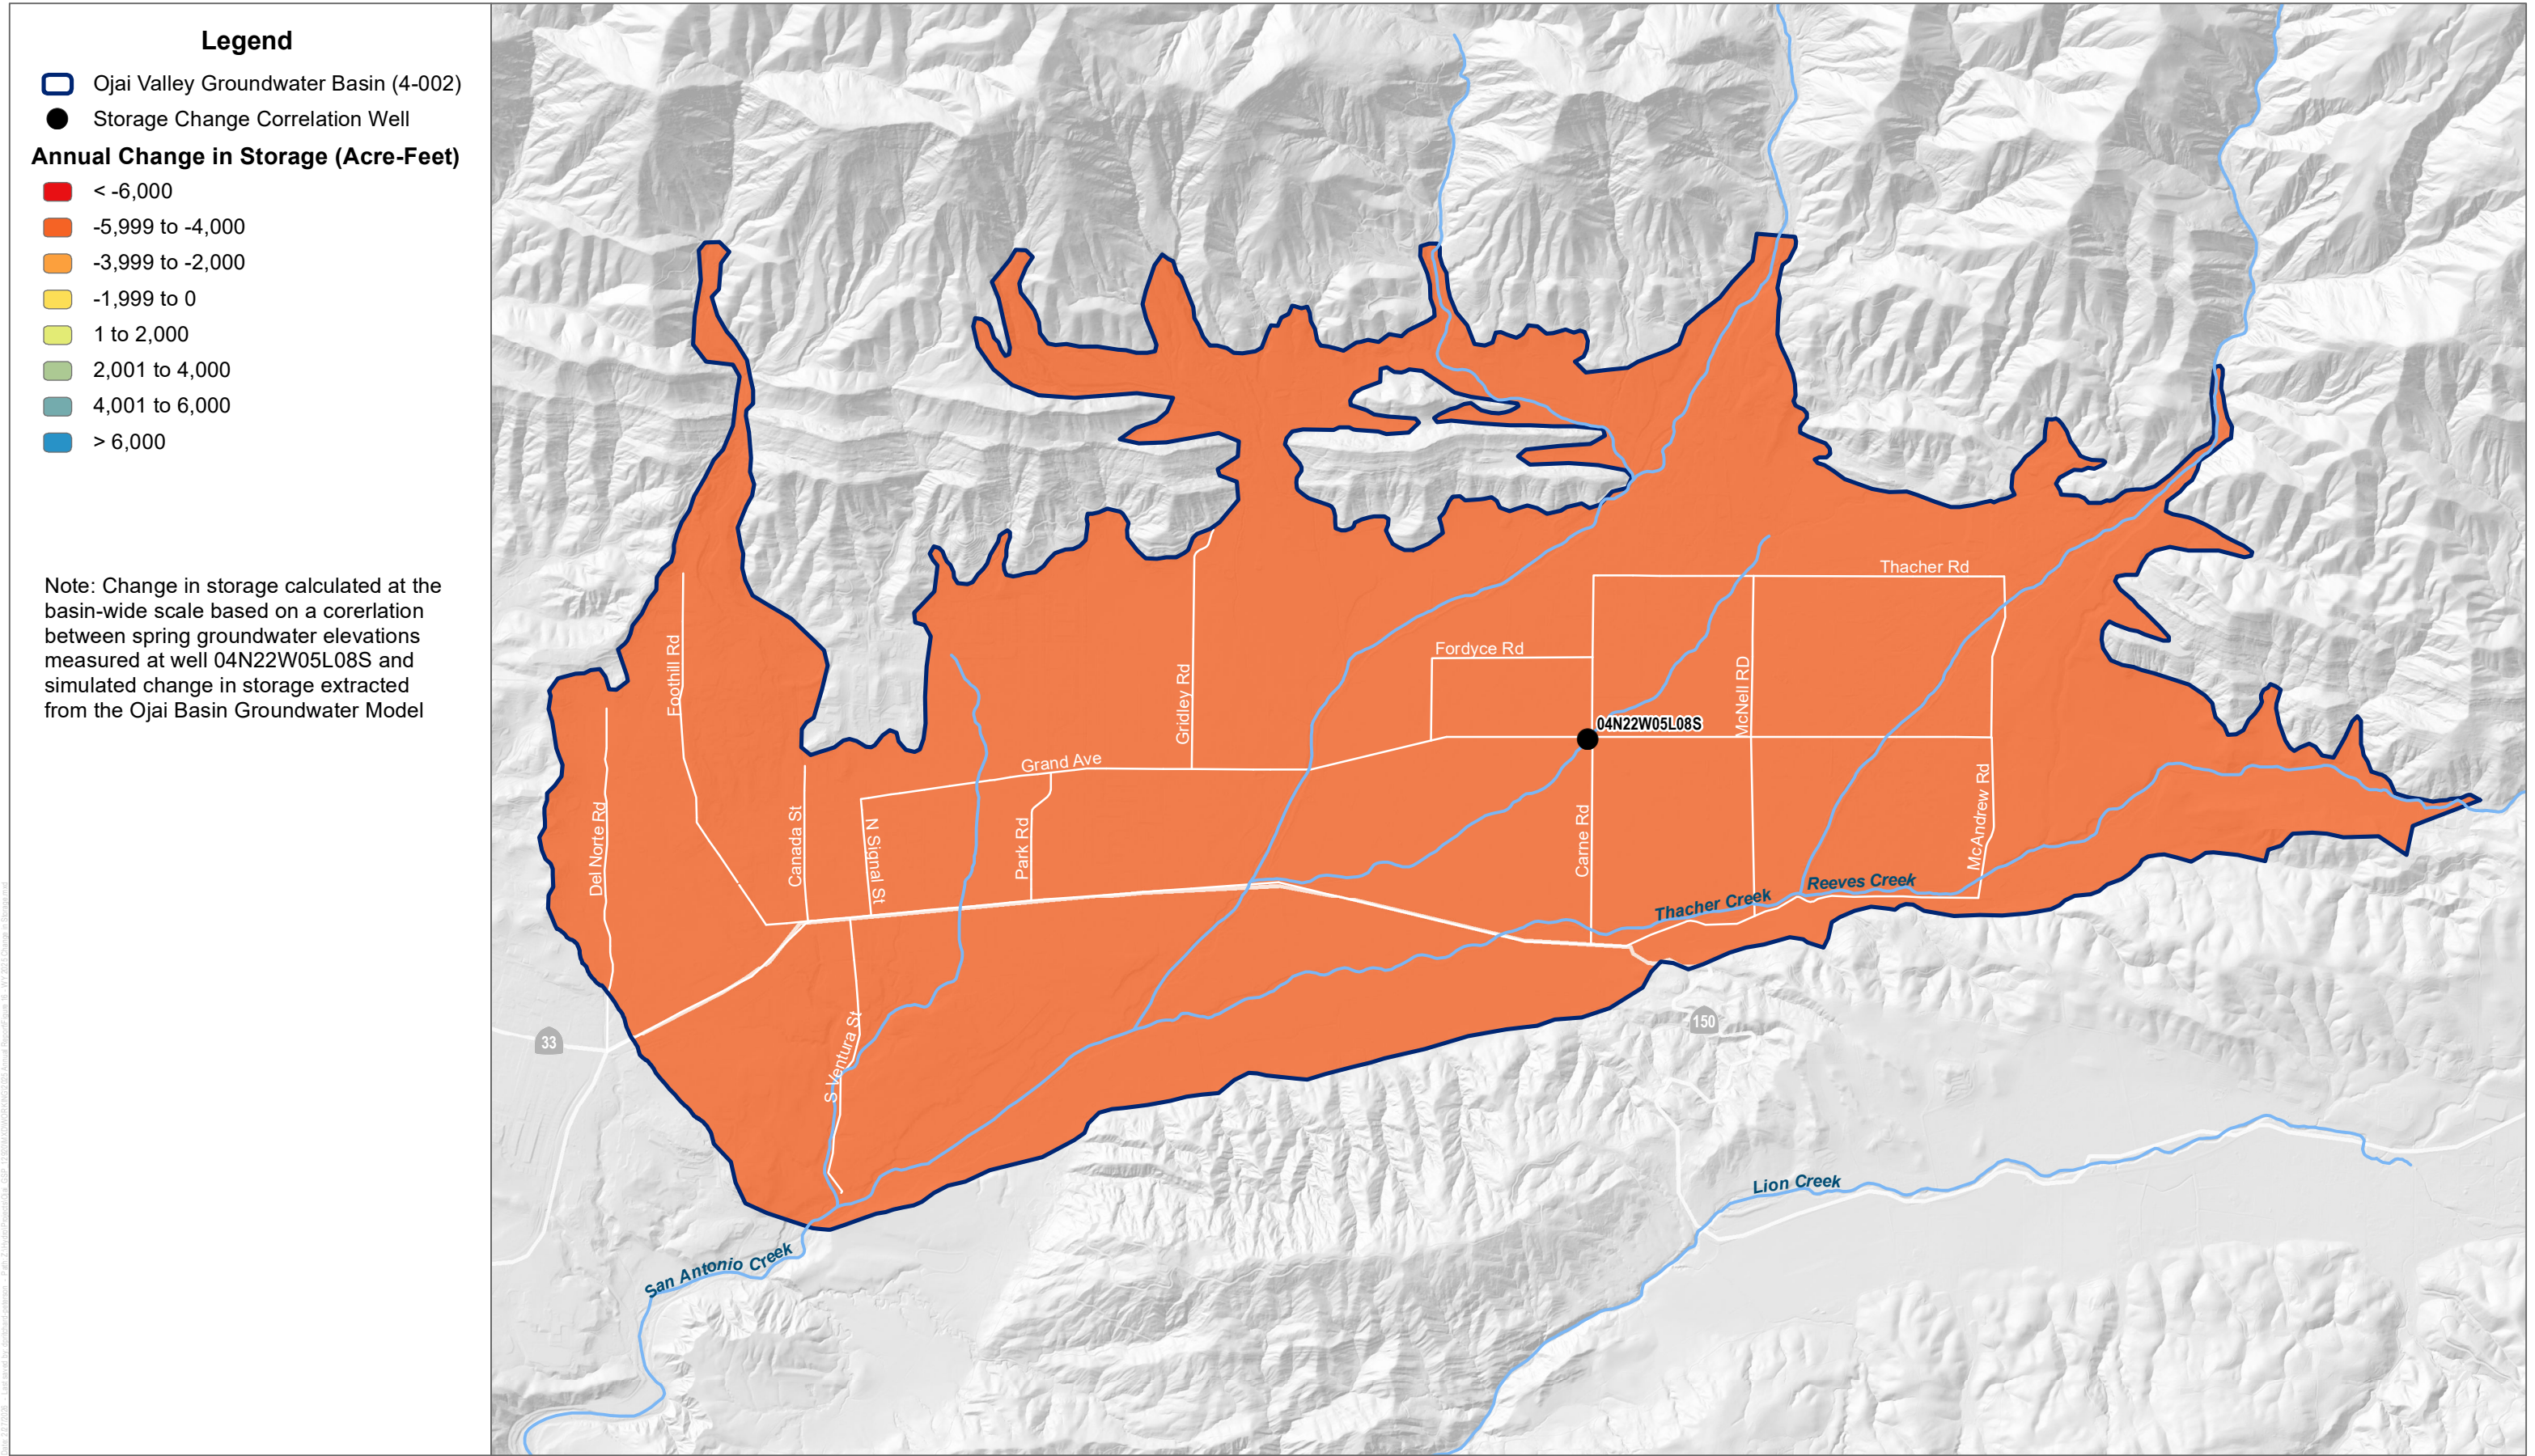 Legend
Ojai Valley Groundwater Basin (4-002)
Storage Change Correlation Well
Annual Change in Storage (Acre-Feet)
< -6,000
-5,999 to -4,000
-3,999 to -2,000
-1,999 to 0
1 to 2,000
2,001 to 4,000
4,001 to 6,000
> 6,000
Note: Change in storage calculated at the
basin-wide scale based on a corerlation
between spring groundwater elevations
measured at well 04N22W05L08S and
simulated change in storage extracted
from the Ojai Basin Groundwater Model
Thacher Rd
Fordyce Rd
Foothill Rd
Gridley Rd
McNell RD
04N22W05L08S
Grand Ave
Del Norte Rd
Canada St
N Signal St
Park Rd
Carne Rd
McAndrew Rd
Reeves Creek
Thacher Creek
S Ventura St
33
150
Lion Creek
San Antonio Creek